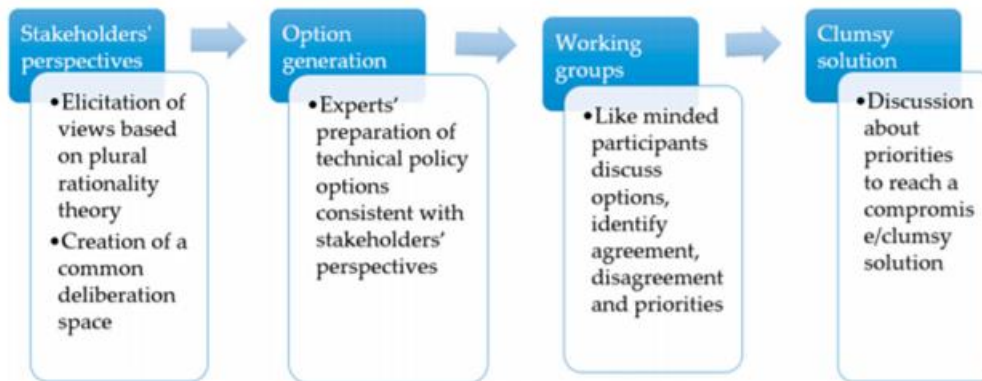 Stakeholders'
perspectives
•Elicitation of
views based
on plural
rationality
theory
•Creation of a
common
deliberation
space
Option
generation
•Experts'
preparation of
technical policy
options
consistent with
stakeholders'
perspectives
Working
groups
•Like minded
participants
discuss
options,
identify
agreement,
disagreement
and priorities
Clumsy
solution
•Discussion
about
priorities
to reach a
compromis
e/clumsy
solution